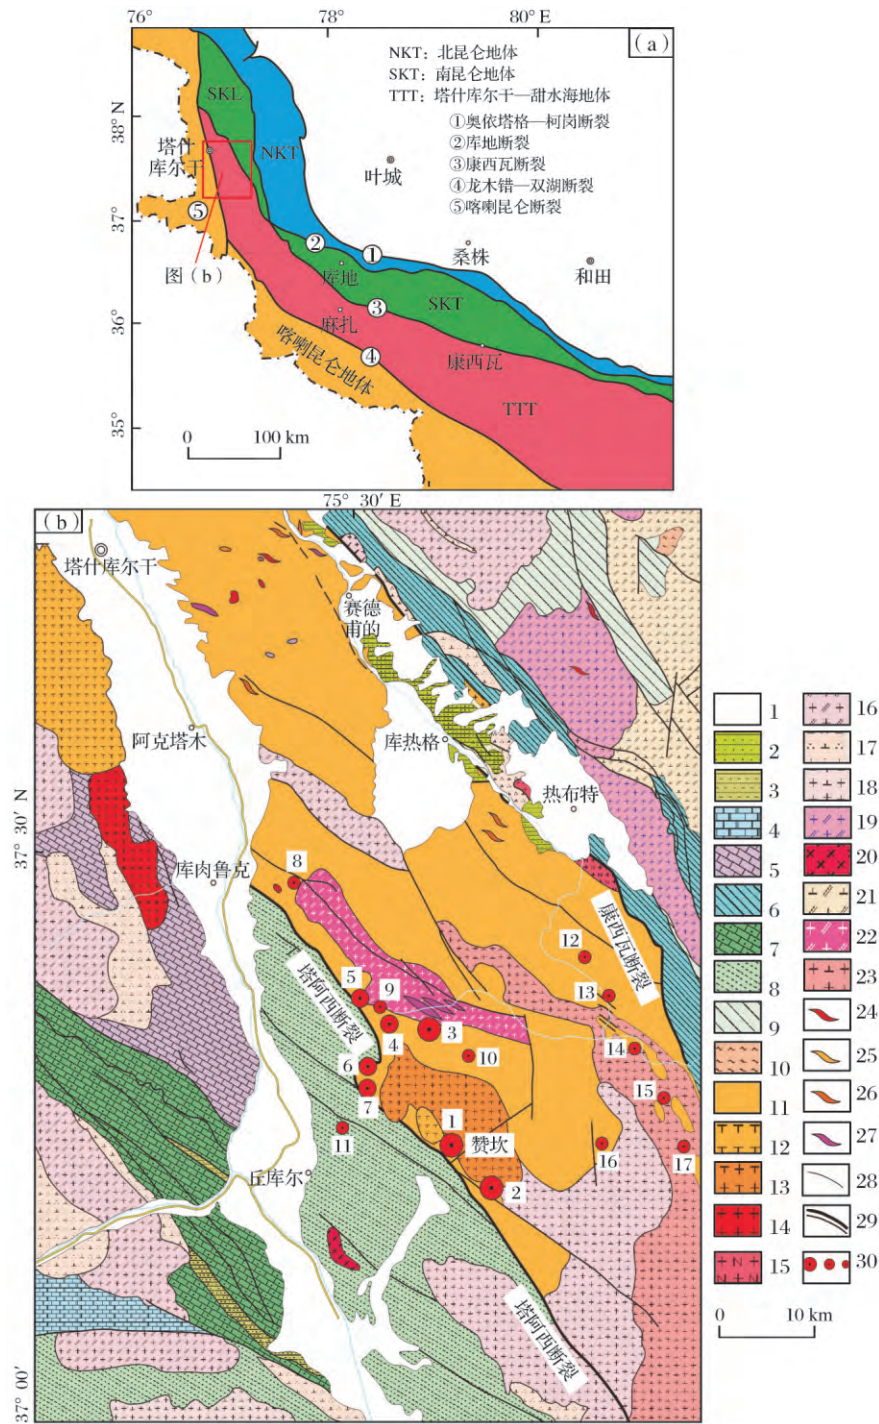 76° 78° 80° E
(a)
NKT：北昆仑地体
SKT：南昆仑地体
TTT：塔什库尔干—甜水海地体
①奥依塔格—柯岗断裂
②库地断裂
③康西瓦断裂
④龙木错—双湖断裂
⑤喀喇昆仑断裂
38° N
37°
36°
35°
SKL
NKT
塔什
库尔干
叶城
⑤
②
①
桑株
和田
图(b)
库地
SKT
③
麻扎
④
康西瓦
喀喇昆仑地体
TTT
0 100 km
75° 30′ E
(b)
塔什库尔干
赛德
甫的
阿克塔木
库热格
热布特
37° 30′ N
库肉鲁克
8
康西瓦断裂
12
塔阿西断裂
5
9
13
4
3
14
10
6
7
15
1
赞坎
11
16
17
丘库尔
2
塔阿西断裂
37° 00′
1
2
3
4
5
6
7
8
9
10
11
12
13
14
15
16
17
18
19
20
21
22
23
24
25
26
27
28
29
30
0 10 km